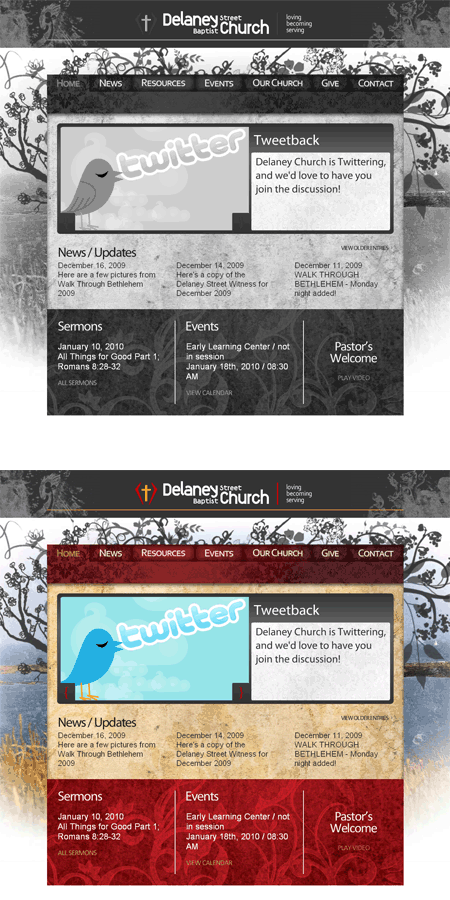 Delaney Street Baptist Church
loving
becoming
serving
HOME NEWS RESOURCES EVENTS OUR CHURCH GIVE CONTACT
twitter
Tweetback
Delaney Church is Twittering,
and we'd love to have you
join the discussion!
News / Updates
VIEW OLDER ENTRIES
December 16, 2009
Here are a few pictures from
Walk Through Bethlehem
2009
December 14, 2009
Here's a copy of the
Delaney Street Witness for
December 2009
December 11, 2009
WALK THROUGH
BETHLEHEM - Monday
night added!
Sermons
January 10, 2010
All Things for Good Part 1,
Romans 8:28-32
ALL SERMONS
Events
Early Learning Center / not
in session
January 18th, 2010 / 08:30
AM
VIEW CALENDAR
Pastor's
Welcome
PLAY VIDEO
Delaney Street Baptist Church
loving
becoming
serving
HOME NEWS RESOURCES EVENTS OUR CHURCH GIVE CONTACT
twitter
Tweetback
Delaney Church is Twittering,
and we'd love to have you
join the discussion!
News / Updates
VIEW OLDER ENTRIES
December 16, 2009
Here are a few pictures from
Walk Through Bethlehem
2009
December 14, 2009
Here's a copy of the
Delaney Street Witness for
December 2009
December 11, 2009
WALK THROUGH
BETHLEHEM - Monday
night added!
Sermons
January 10, 2010
All Things for Good Part 1,
Romans 8:28-32
ALL SERMONS
Events
Early Learning Center / not
in session
January 18th, 2010 / 08:30
AM
VIEW CALENDAR
Pastor's
Welcome
PLAY VIDEO